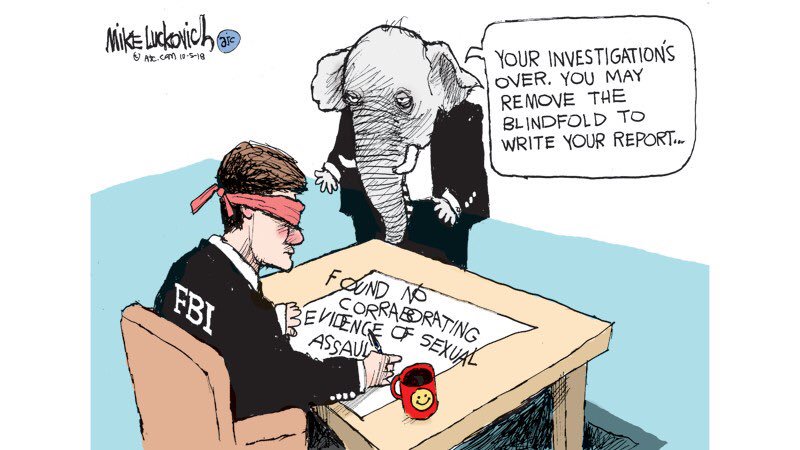 MIKE LUCKOVICH
ajc
© AJC.COM 10-5-18
YOUR INVESTIGATION'S
OVER. YOU MAY
REMOVE THE
BLINDFOLD TO
WRITE YOUR REPORT...
FBI
FOUND NO
CORRABORATING
EVIDENCE OF SEXUAL
ASSAUL